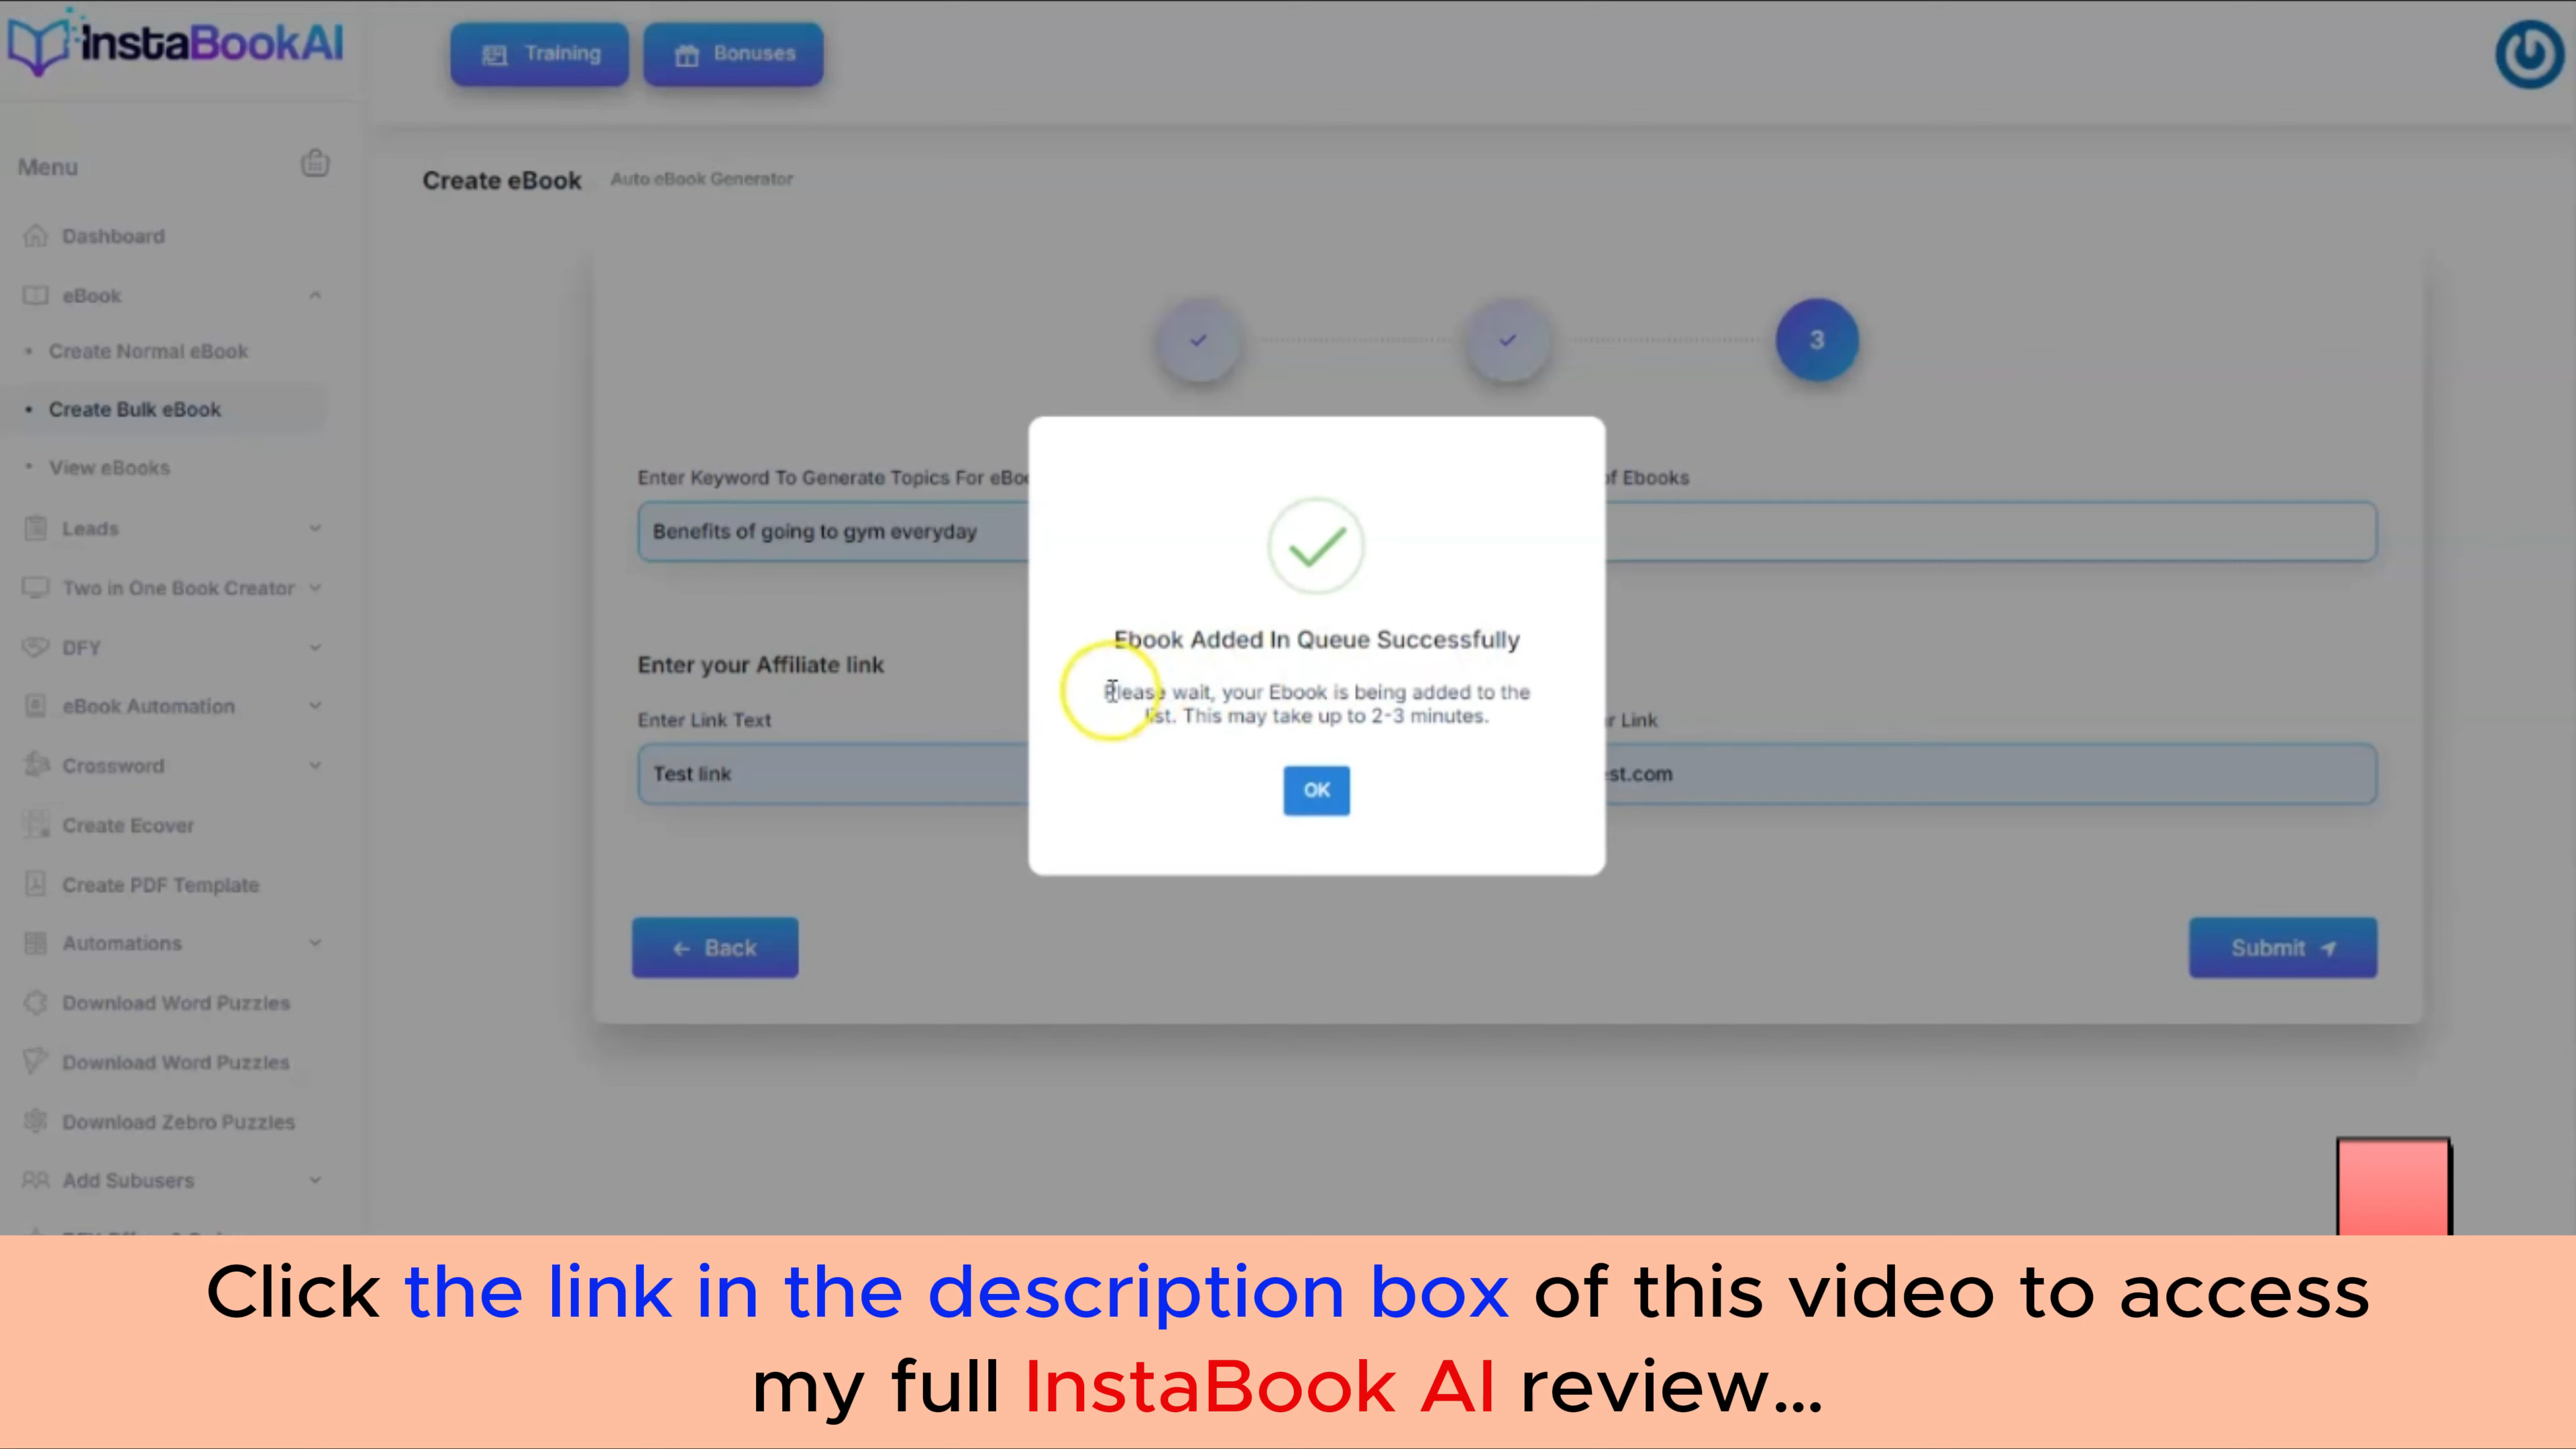 InstaBookAI
Training
Bonuses
Menu
Create eBook
Auto eBook Generator
Dashboard
eBook
Create Normal eBook
Create Bulk eBook
View eBooks
Leads
Two in One Book Creator
DFY
eBook Automation
Crossword
Create Ecover
Create PDF Template
Automations
Download Word Puzzles
Download Word Puzzles
Download Zebro Puzzles
Add Subusers
3
Enter Keyword To Generate Topics For eBoo
f Ebooks
Benefits of going to gym everyday
Enter your Affiliate link
Enter Link Text
r Link
Test link
st.com
Ebook Added In Queue Successfully
Please wait, your Ebook is being added to the
list. This may take up to 2-3 minutes.
OK
Back
Submit
Click the link in the description box of this video to access
my full InstaBook AI review...